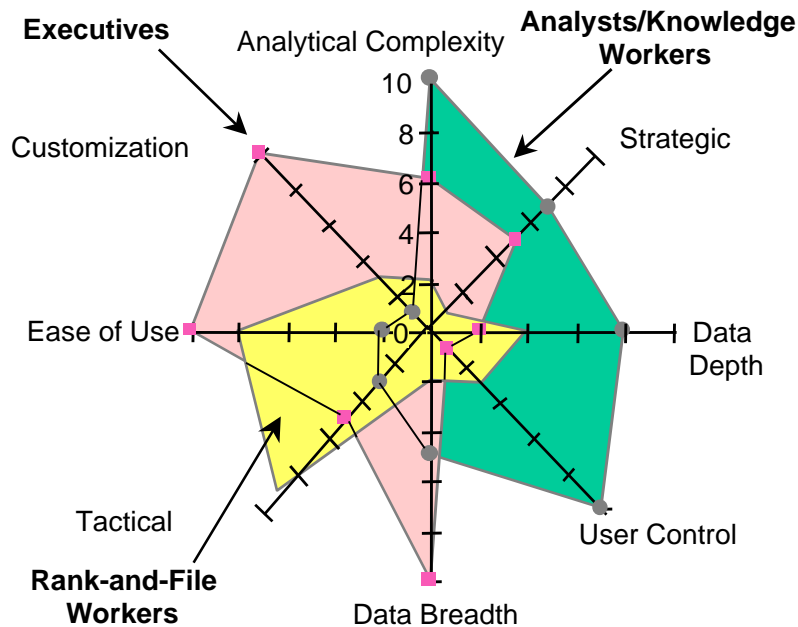 Executives
Analytical Complexity
Analysts/Knowledge
Workers
10
Strategic
Customization
8
6
4
2
Ease of Use
0
Data
Depth
Tactical
User Control
Rank-and-File
Workers
Data Breadth